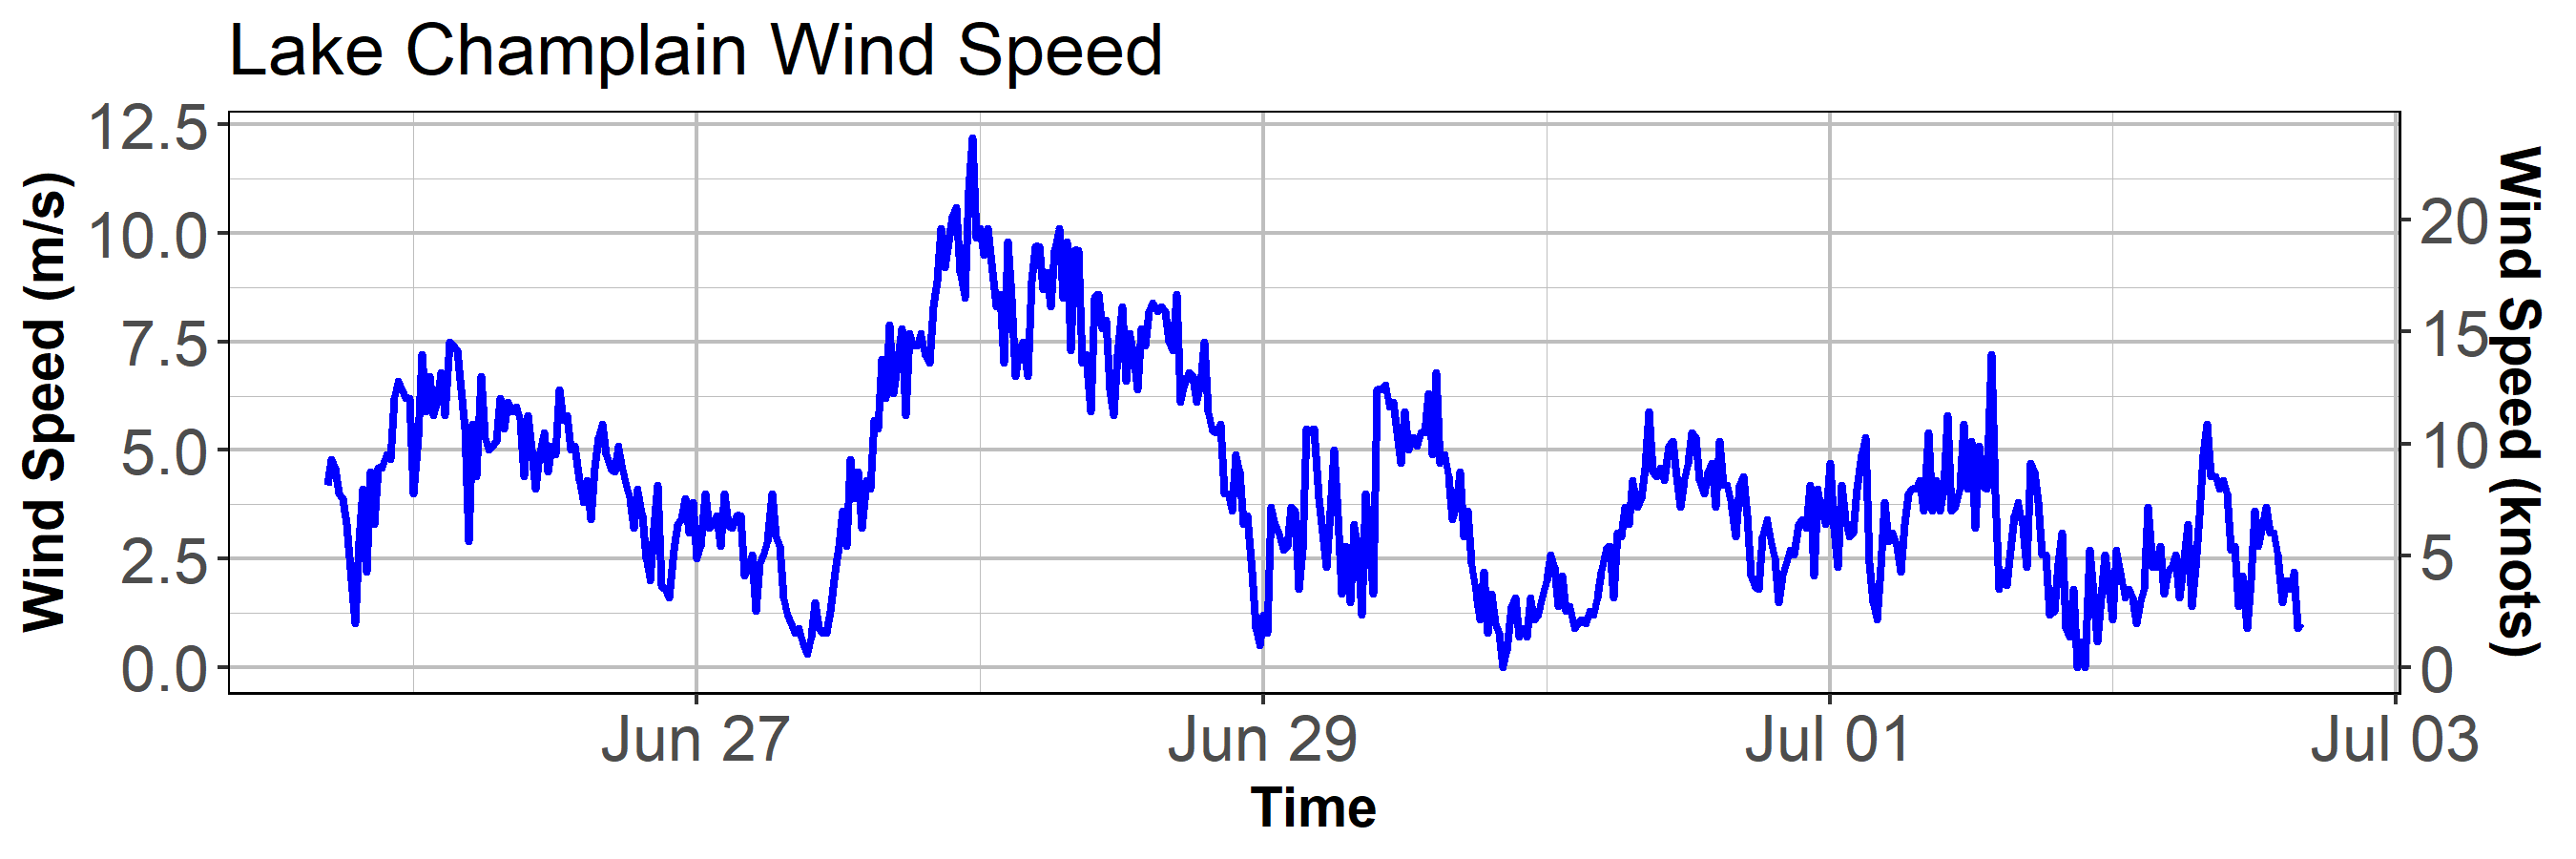 Lake Champlain Wind Speed
Wind Speed (m/s)
12.5
10.0
7.5
5.0
2.5
0.0
20
15
10
5
0
Wind Speed (knots)
Jun 27
Jun 29
Jul 01
Jul 03
Time